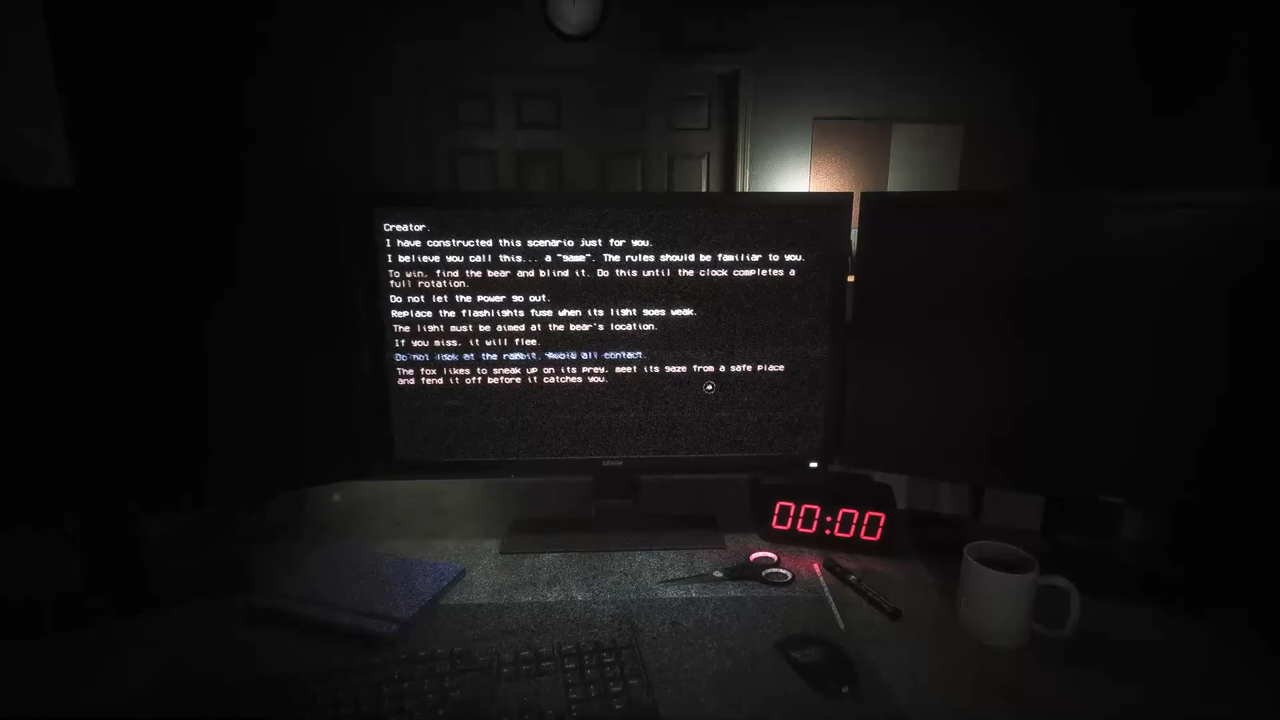 Creator.
I have constructed this scenario just for you.
I believe you call this... a "game". The rules should be familiar to you.
To win, find the bear and blind it. Do this until the clock completes a
full rotation.
Do not let the power go out.
Replace the flashlights fuse when its light goes weak.
The light must be aimed at the bear's location.
If you miss, it will flee.
Do not look at the rabbit. Avoid all contact.
The fox likes to sneak up on its prey, meet its gaze from a safe place
and fend it off before it catches you.
00:00